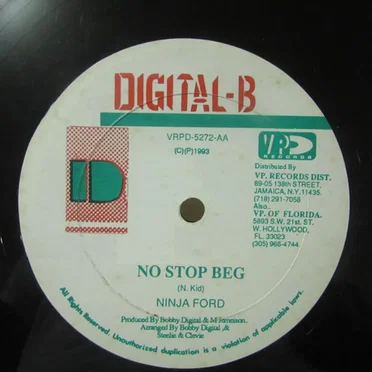 DIGITAL-B
VRPD-5272-AA
(C)(P)1993
VP
RECORDS
Distributed By
VP. RECORDS DIST.
89-05 138th STREET,
JAMAICA, N.Y.11435.
(718) 291-7058
Also..
VP. OF FLORIDA.
5893 S.W. 21st. ST.
W. HOLLYWOOD,
FL. 33023
(305) 966-4744
D
NO STOP BEG
(N. Kid)
NINJA FORD
Produced By Bobby Digital & M Jameison.
Arranged By Bobby Digital ,&
Steelie & Clevie
All Rights Reserved. Unauthorized duplication is a violation of applicable laws.